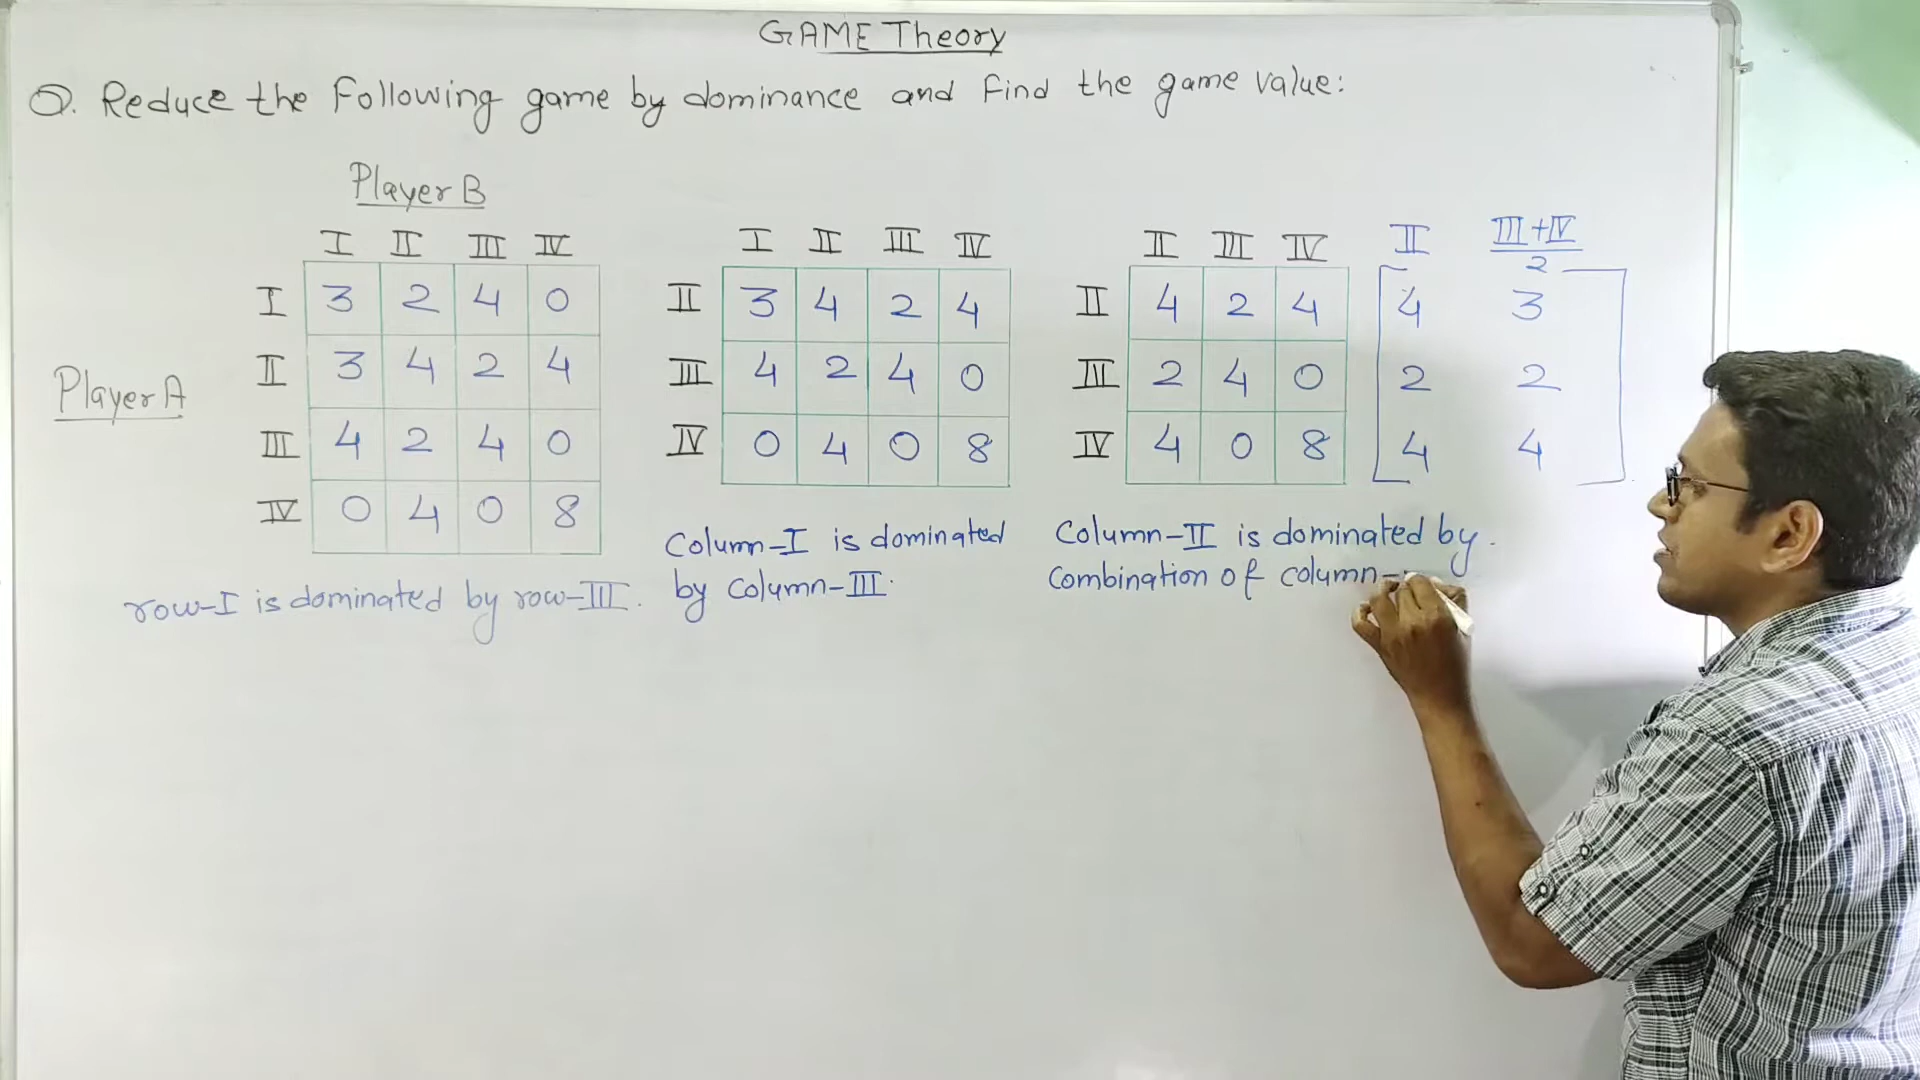 GAME Theory
Q. Reduce the following game by dominance and find the game value:
Player B
I II III IV
I 3 2 4 0
II 3 4 2 4
III 4 2 4 0
IV 0 4 0 8
Player A
row-I is dominated by row-III.
I II III IV
II 3 4 2 4
III 4 2 4 0
IV 0 4 0 8
Column-I is dominated
by column-III.
II III IV
II 4 2 4
III 2 4 0
IV 4 0 8
II III+IV
2
4 3
2 2
4 4
Column-II is dominated by
combination of column-